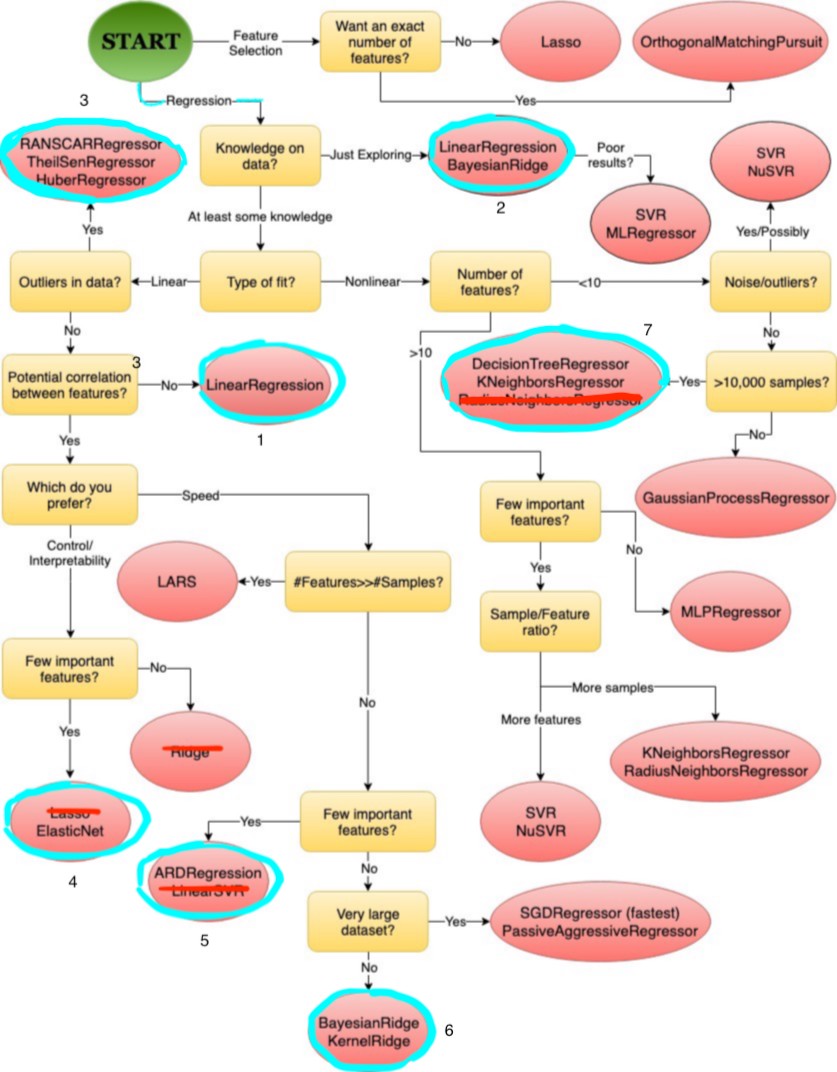 START
Feature
Selection
Want an exact
number of
features?
No
Lasso
OrthogonalMatchingPursuit
Yes
Regression
3
RANSCARRegressor
TheilSenRegressor
HuberRegressor
Knowledge on
data?
Just Exploring
LinearRegression
BayesianRidge
2
Poor
results?
SVR
MLRegressor
SVR
NuSVR
Yes/Possibly
At least some knowledge
Yes
Outliers in data?
Linear
Type of fit?
Nonlinear
Number of
features?
<10
Noise/outliers?
No
3
Potential correlation
between features?
No
LinearRegression
1
>10
7
DecisionTreeRegressor
KNeighborsRegressor
RadiusNeighborsRegressor
Yes
No
>10,000 samples?
No
GaussianProcessRegressor
Yes
Which do you
prefer?
Speed
Control/
Interpretability
LARS
Yes
#Features>>#Samples?
Few important
features?
No
Yes
MLPRegressor
Sample/Feature
ratio?
More samples
More features
KNeighborsRegressor
RadiusNeighborsRegressor
SVR
NuSVR
Few important
features?
No
Ridge
Yes
Lasso
ElasticNet
4
No
Few important
features?
Yes
ARDRegression
LinearSVR
5
No
Very large
dataset?
Yes
SGDRegressor (fastest)
PassiveAggressiveRegressor
No
BayesianRidge
KernelRidge
6